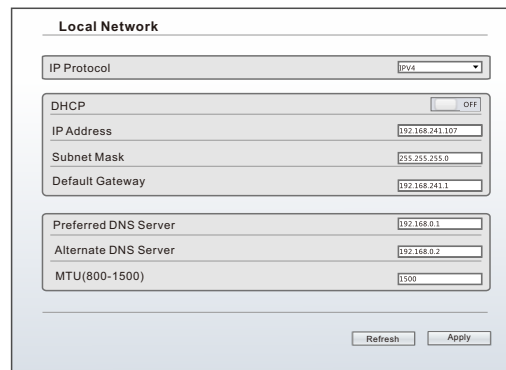 Local Network
IP Protocol IPV4
DHCP OFF
IP Address 192.168.241.107
Subnet Mask 255.255.255.0
Default Gateway 192.168.241.1
Preferred DNS Server 192.168.0.1
Alternate DNS Server 192.168.0.2
MTU(800-1500) 1500
Refresh Apply